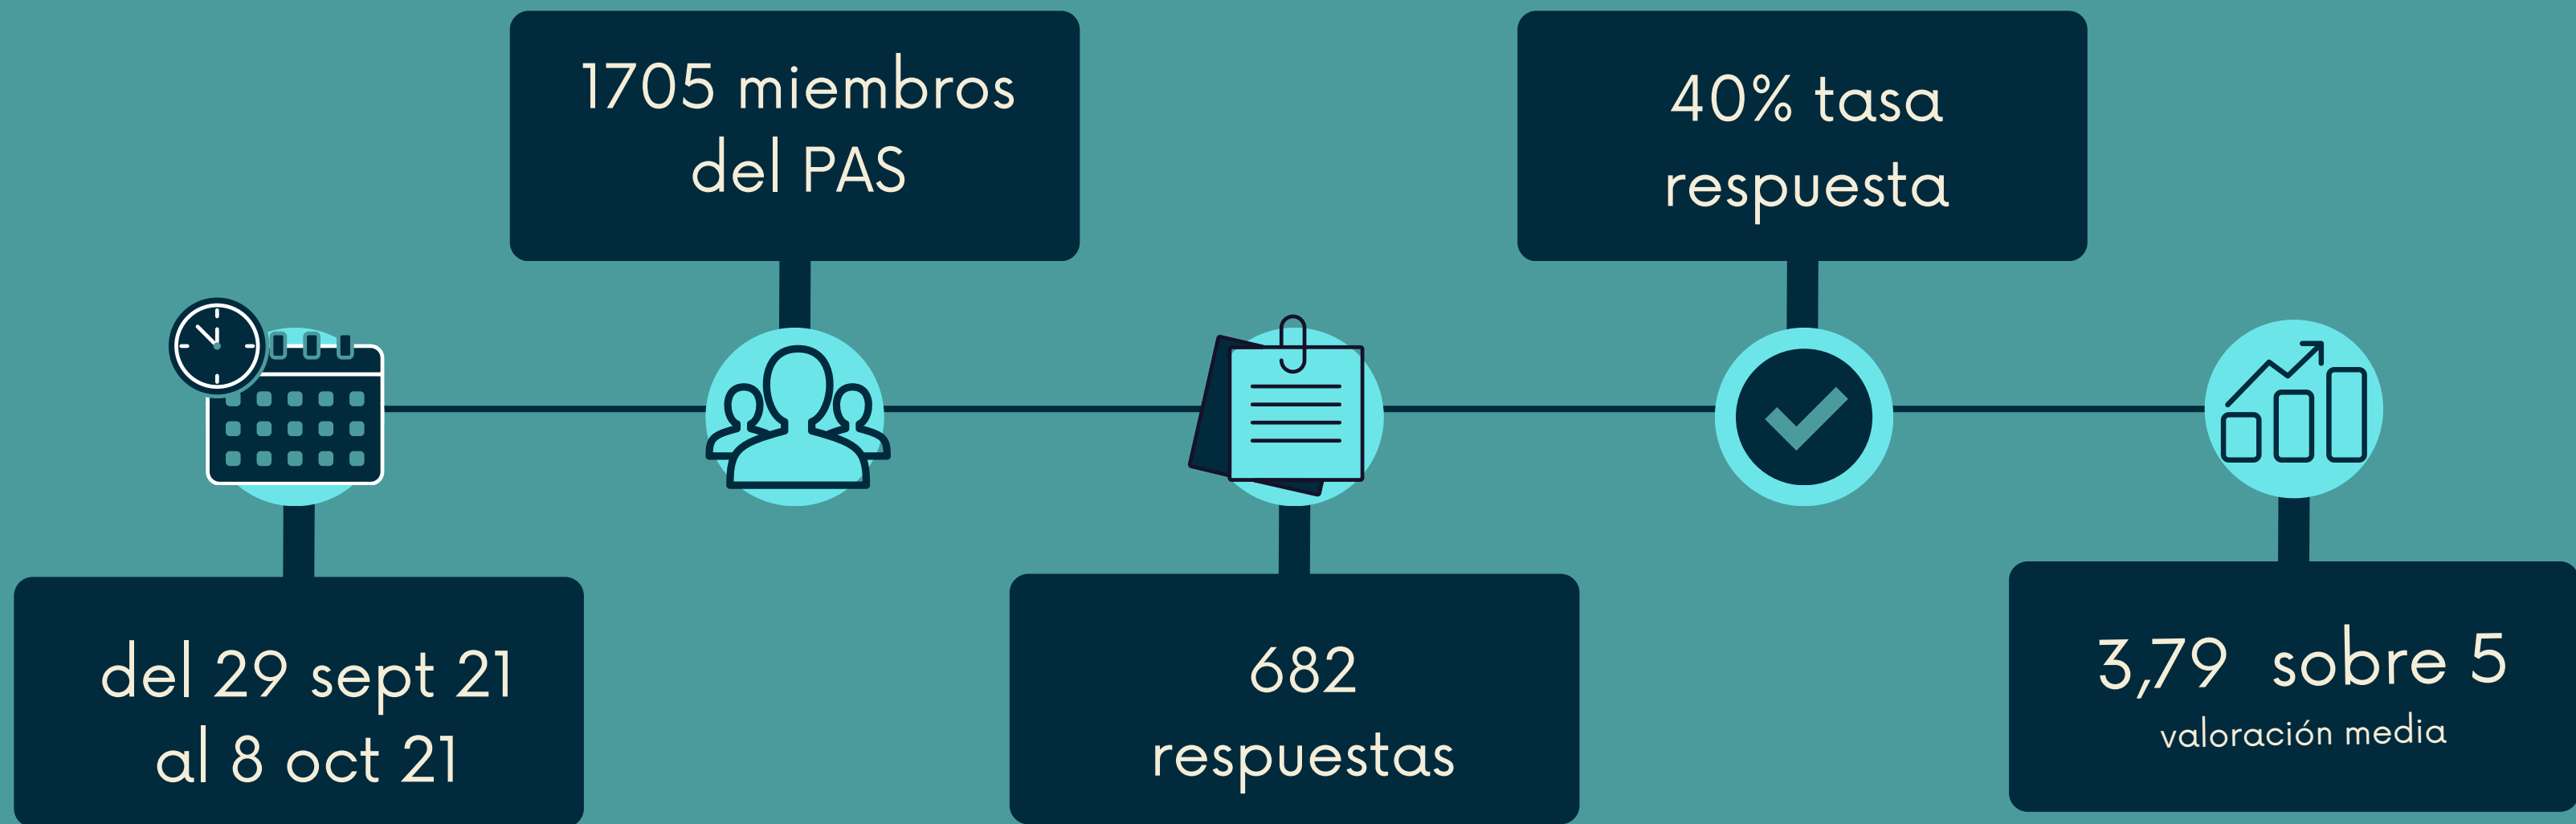 1705 miembros
del PAS
40% tasa
respuesta
del 29 sept 21
al 8 oct 21
682
respuestas
3,79 sobre 5
valoración media